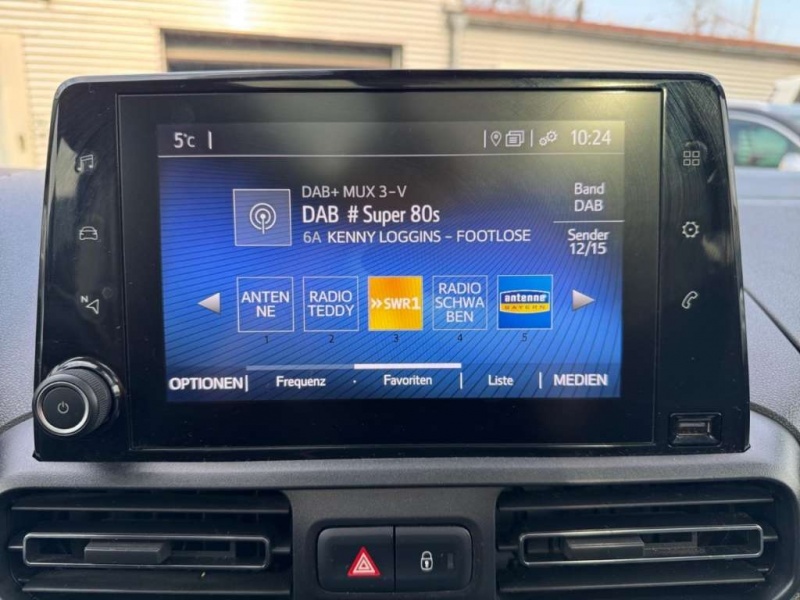 5°C
10:24
DAB+ MUX 3-V
DAB # Super 80s
6A KENNY LOGGINS - FOOTLOSE
Band
DAB
Sender
12/15
ANTEN
NE
RADIO
TEDDY
»SWR1
RADIO
SCHWA
BEN
antenne
BAYERN
1
2
3
4
5
OPTIONEN
Frequenz
Favoriten
Liste
MEDIEN
N